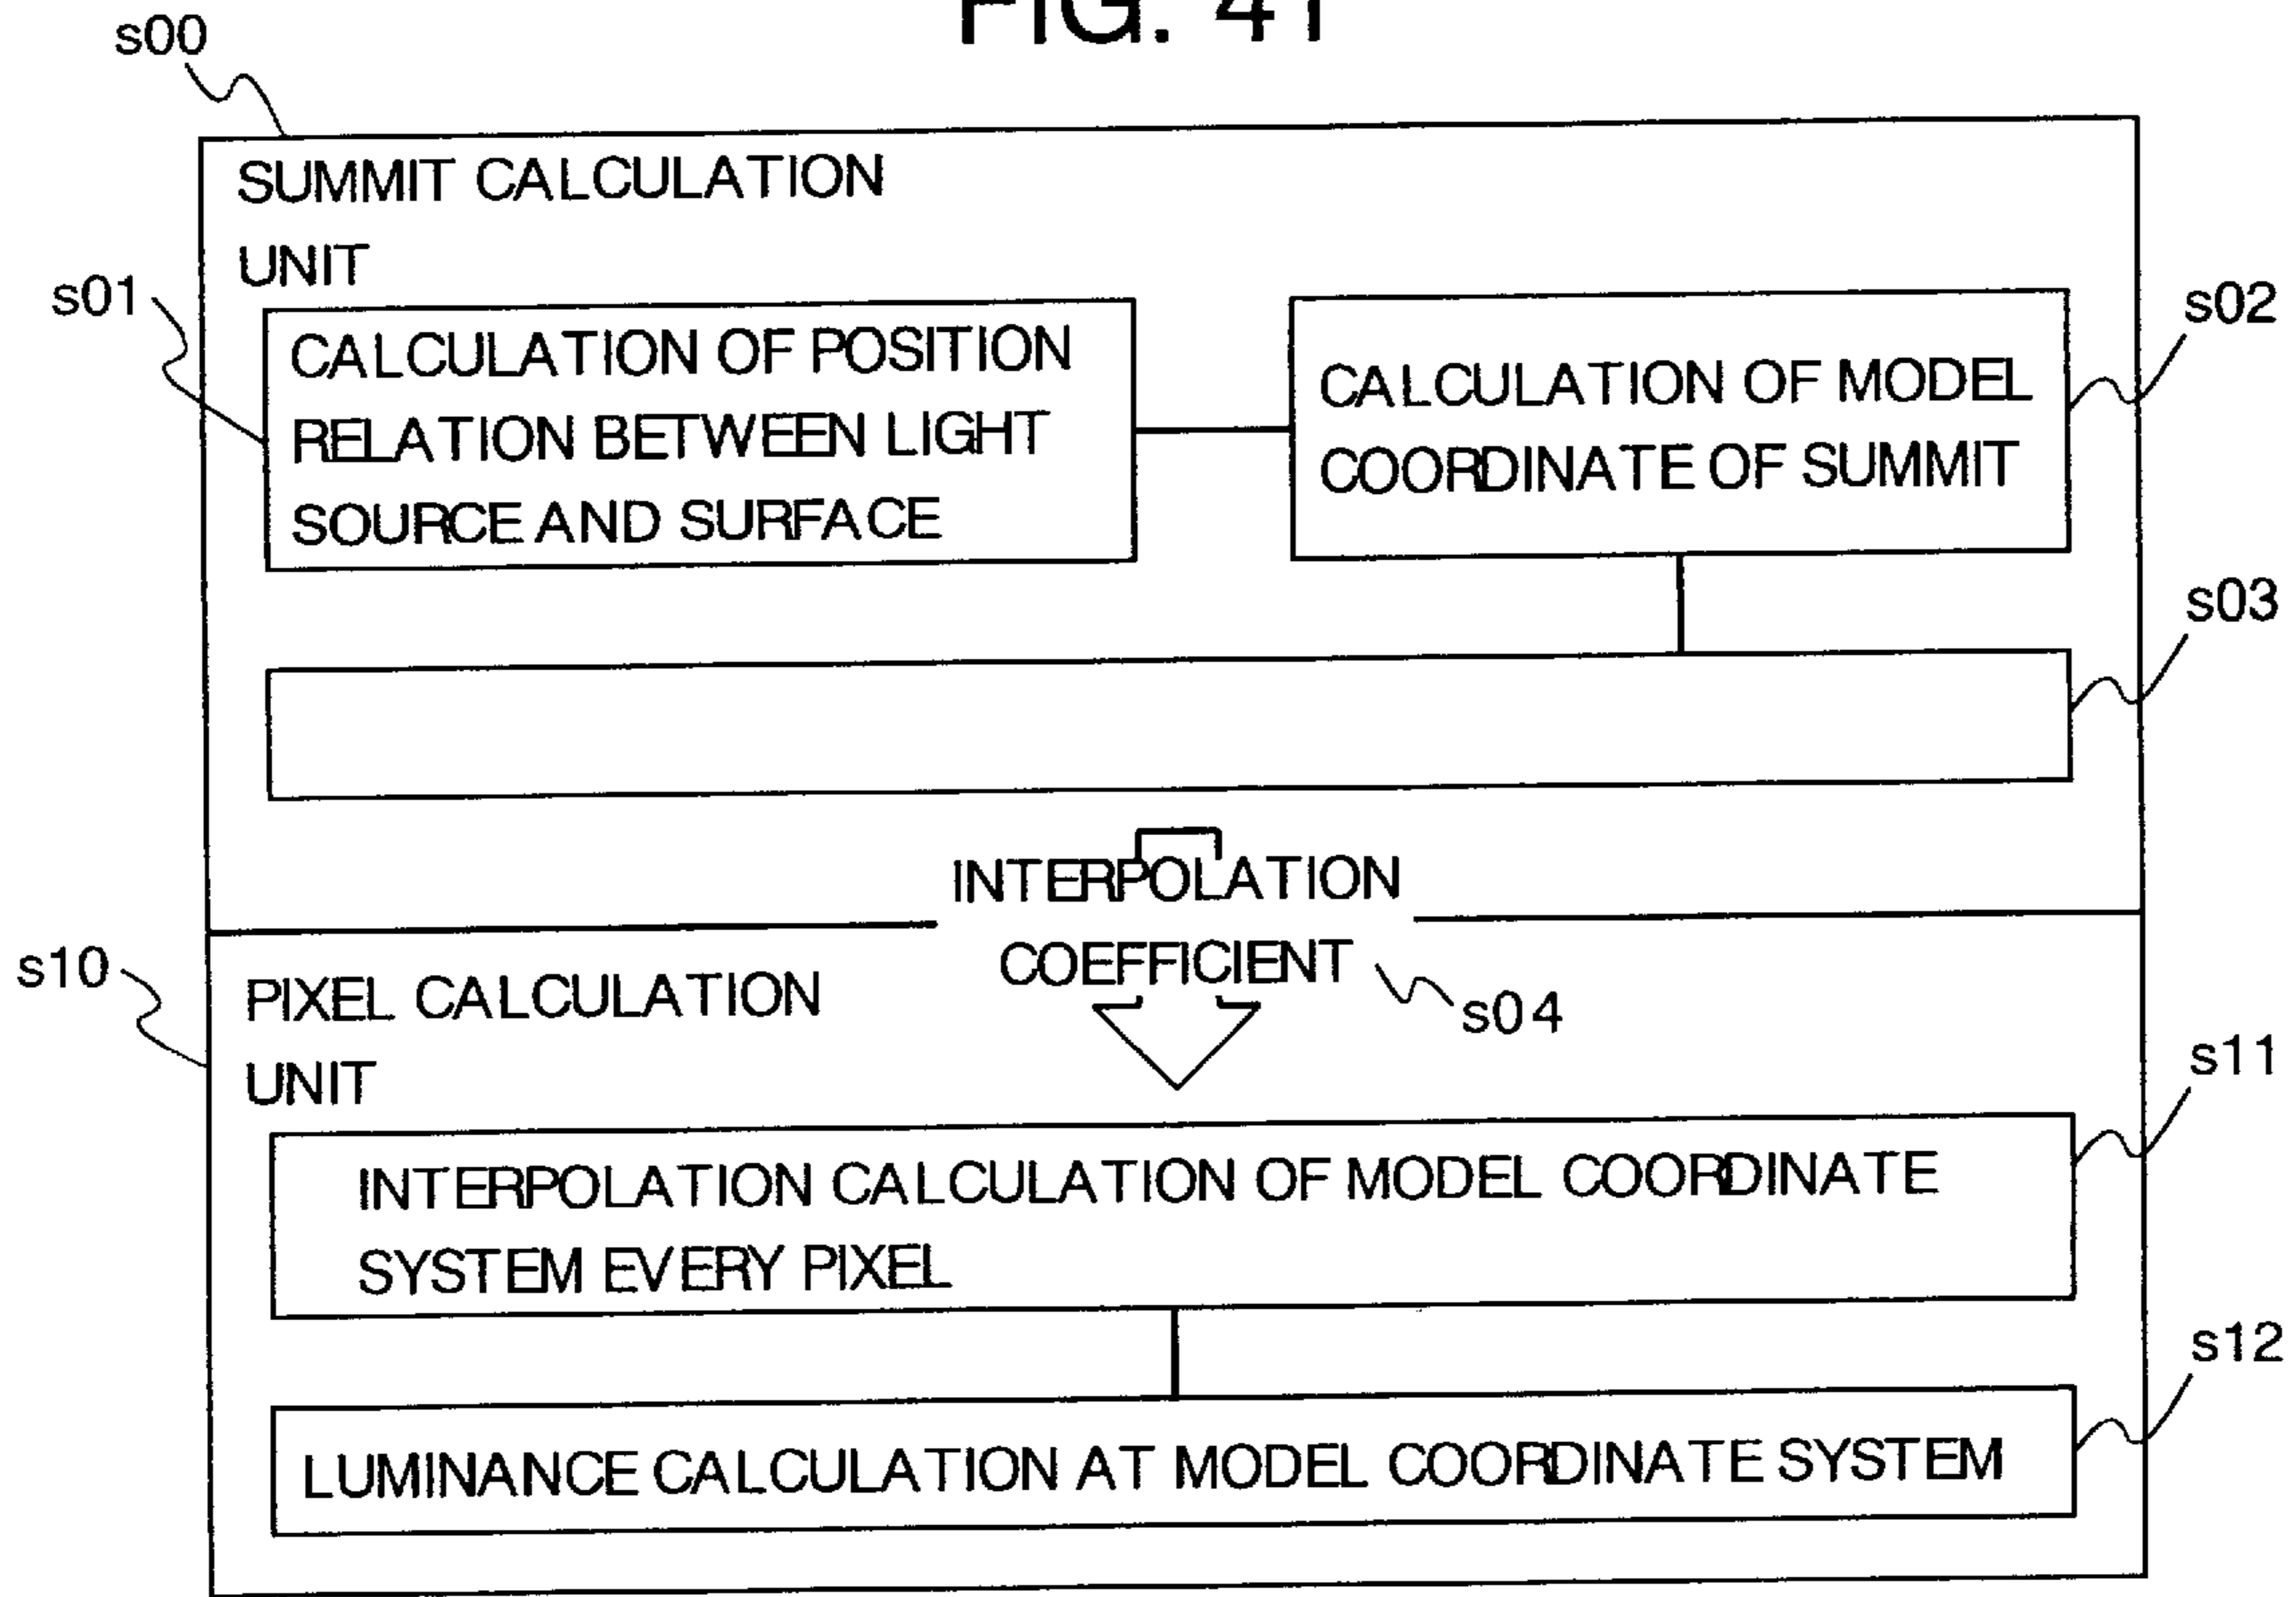 FIG. 41
s00
SUMMIT CALCULATION
UNIT
s01
CALCULATION OF POSITION
RELATION BETWEEN LIGHT
SOURCE AND SURFACE
s02
CALCULATION OF MODEL
COORDINATE OF SUMMIT
s03
INTERPOLATION
COEFFICIENT
s04
s10
PIXEL CALCULATION
UNIT
s11
INTERPOLATION CALCULATION OF MODEL COORDINATE
SYSTEM EVERY PIXEL
s12
LUMINANCE CALCULATION AT MODEL COORDINATE SYSTEM